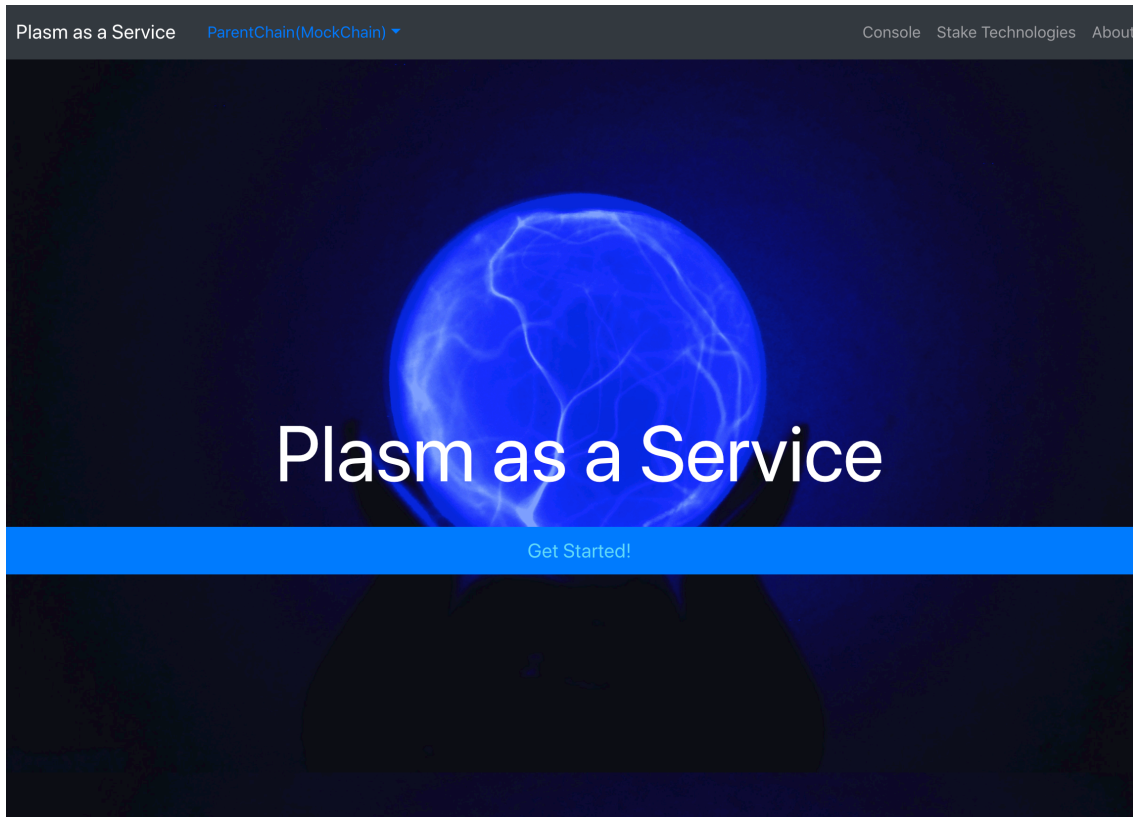 Plasm as a Service ParentChain(MockChain) Console Stake Technologies About
Plasm as a Service
Get Started!